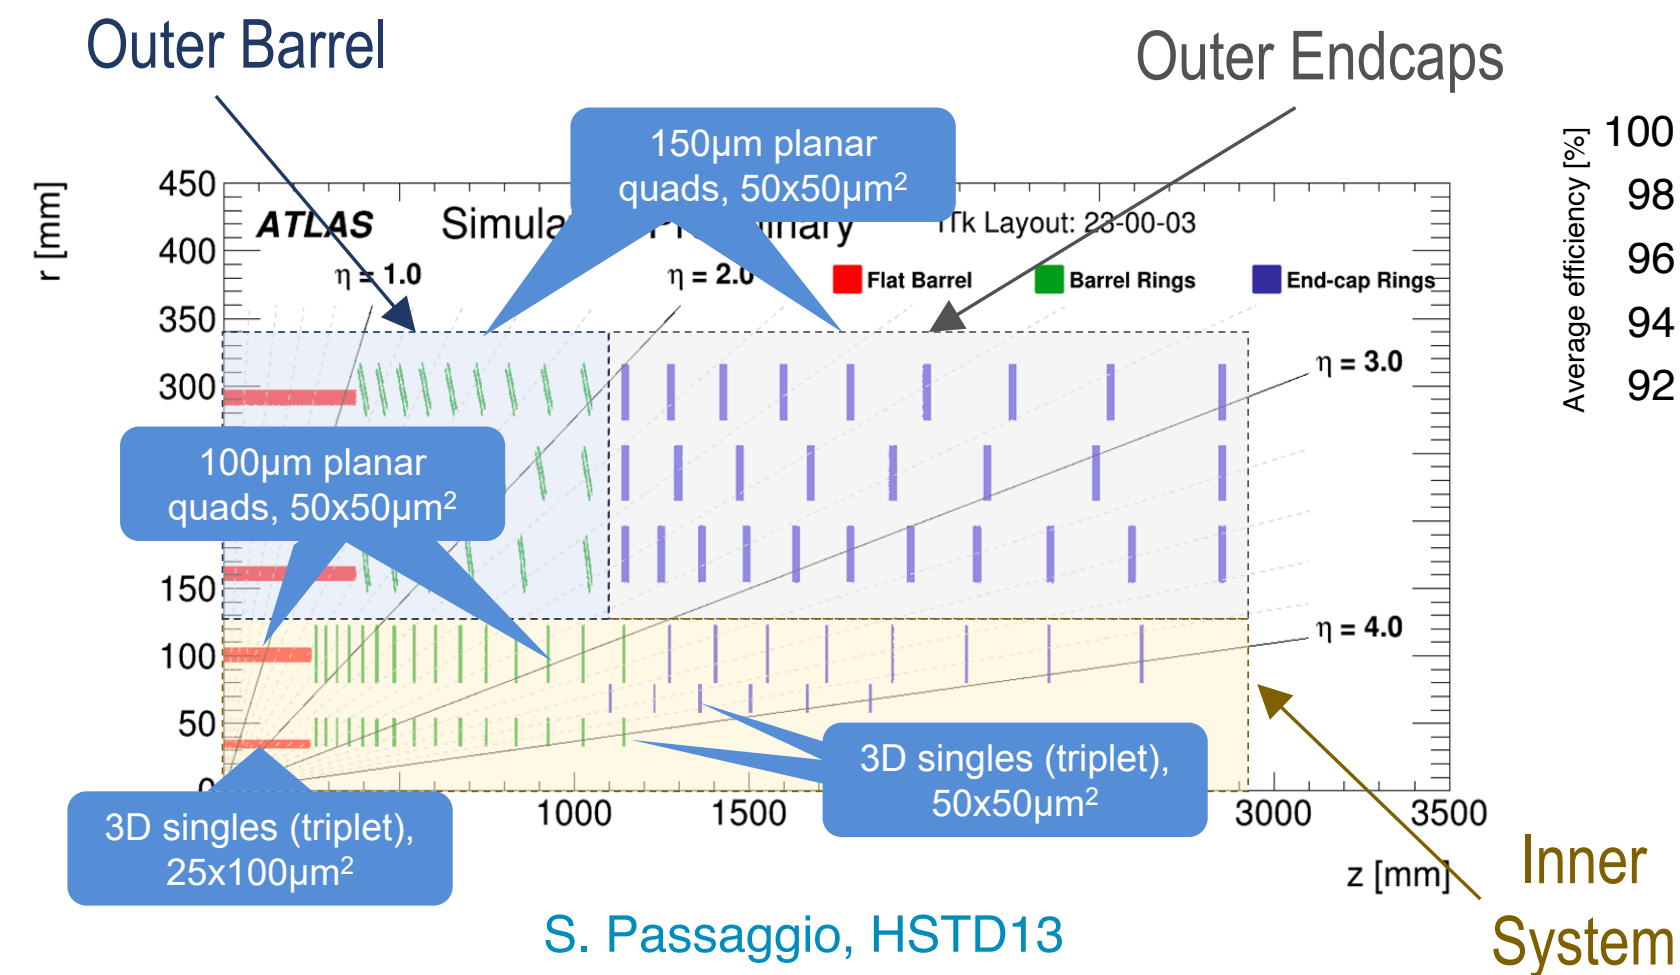 Outer Barrel
Outer Endcaps
150µm planar
quads, 50x50µm²
100µm planar
quads, 50x50µm²
3D singles (triplet),
25x100µm²
3D singles (triplet),
50x50µm²
Inner
System
ATLAS
ITk Layout: 23-00-03
η = 1.0
η = 2.0
η = 3.0
η = 4.0
Flat Barrel
Barrel Rings
End-cap Rings
r [mm]
450
400
350
300
150
100
50
0
1000
1500
3000
3500
z [mm]
S. Passaggio, HSTD13
Average efficiency [%]
100
98
96
94
92